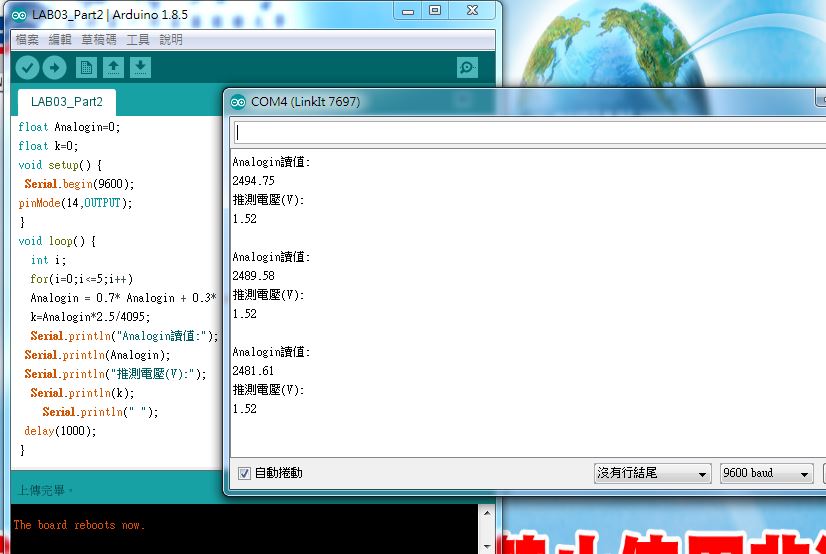 LAB03_Part2 | Arduino 1.8.5
檔案 編輯 草稿碼 工具 說明
LAB03_Part2
float Analogin=0;
float k=0;
void setup() {
Serial.begin(9600);
pinMode(14,OUTPUT);
}
void loop() {
int i;
for(i=0;i<=5;i++)
Analogin = 0.7* Analogin + 0.3*
k=Analogin*2.5/4095;
Serial.println("Analogin讀值:");
Serial.println(Analogin);
Serial.println("推測電壓(V):");
Serial.println(k);
Serial.println(" ");
delay(1000);
}
上傳完畢。
The board reboots now.
COM4 (LinkIt 7697)
Analogin讀值:
2494.75
推測電壓(V):
1.52
Analogin讀值:
2489.58
推測電壓(V):
1.52
Analogin讀值:
2481.61
推測電壓(V):
1.52
自動捲動
沒有行結尾
9600 baud